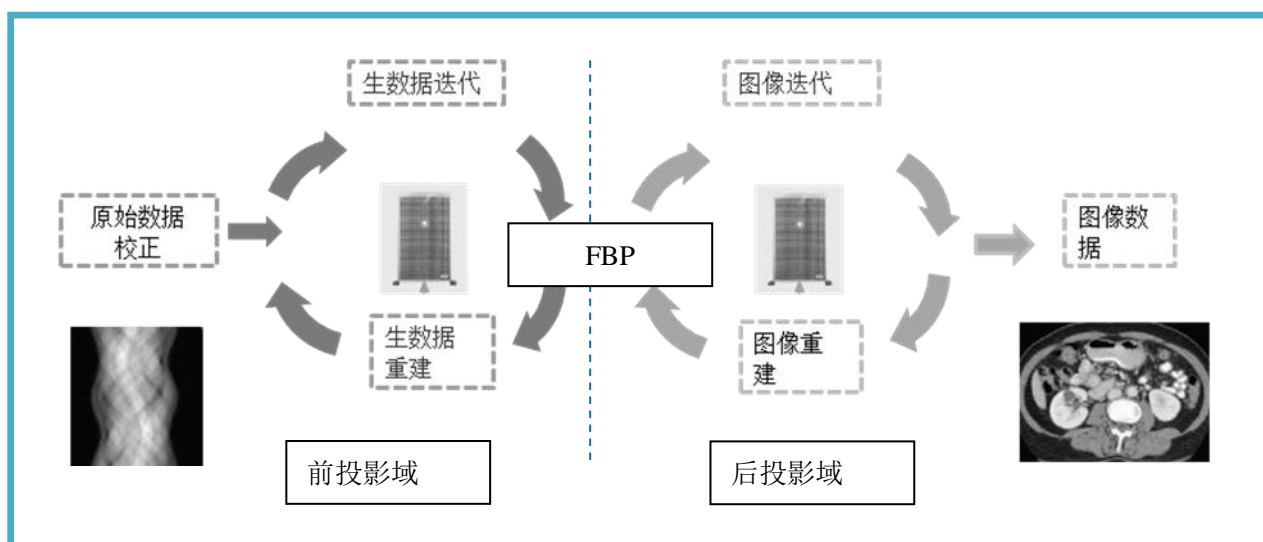 生数据迭代
图像迭代
原始数据
校正
FBP
图像数
据
生数据
重建
图像重
建
前投影域
后投影域